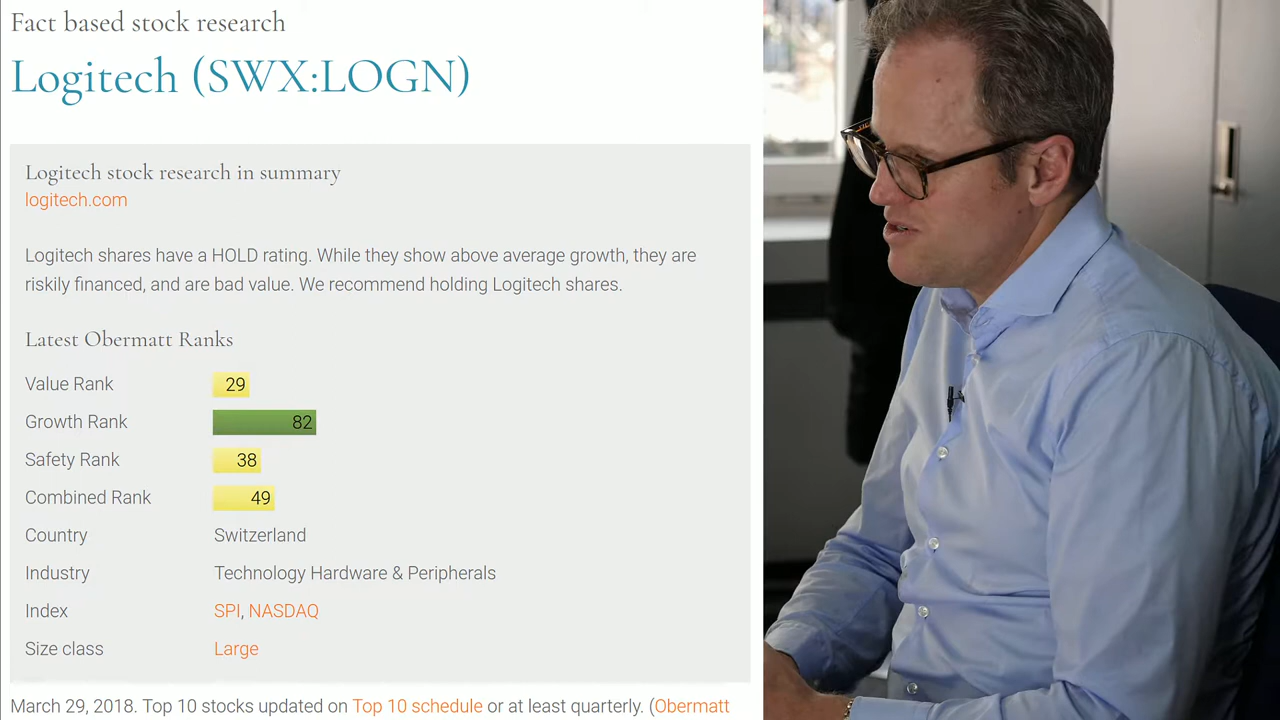 Fact based stock research
Logitech (SWX:LOGN)
Logitech stock research in summary
logitech.com
Logitech shares have a HOLD rating. While they show above average growth, they are
riskily financed, and are bad value. We recommend holding Logitech shares.
Latest Obermatt Ranks
Value Rank 29
Growth Rank 82
Safety Rank 38
Combined Rank 49
Country Switzerland
Industry Technology Hardware & Peripherals
Index SPI, NASDAQ
Size class Large
March 29, 2018. Top 10 stocks updated on Top 10 schedule or at least quarterly. (Obermatt